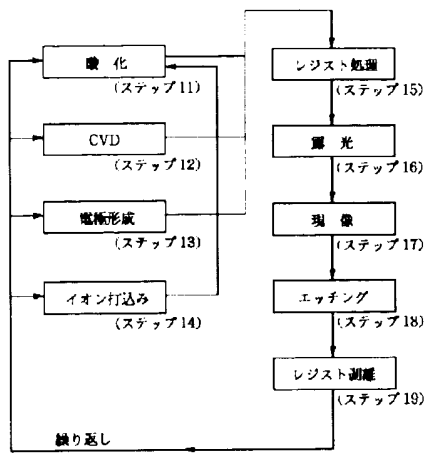 酸化
(ステップ11)
CVD
(ステップ12)
電極形成
(ステップ13)
イオン打込み
(ステップ14)
レジスト処理
(ステップ15)
露光
(ステップ16)
現像
(ステップ17)
エッチング
(ステップ18)
レジスト剥離
(ステップ19)
繰り返し